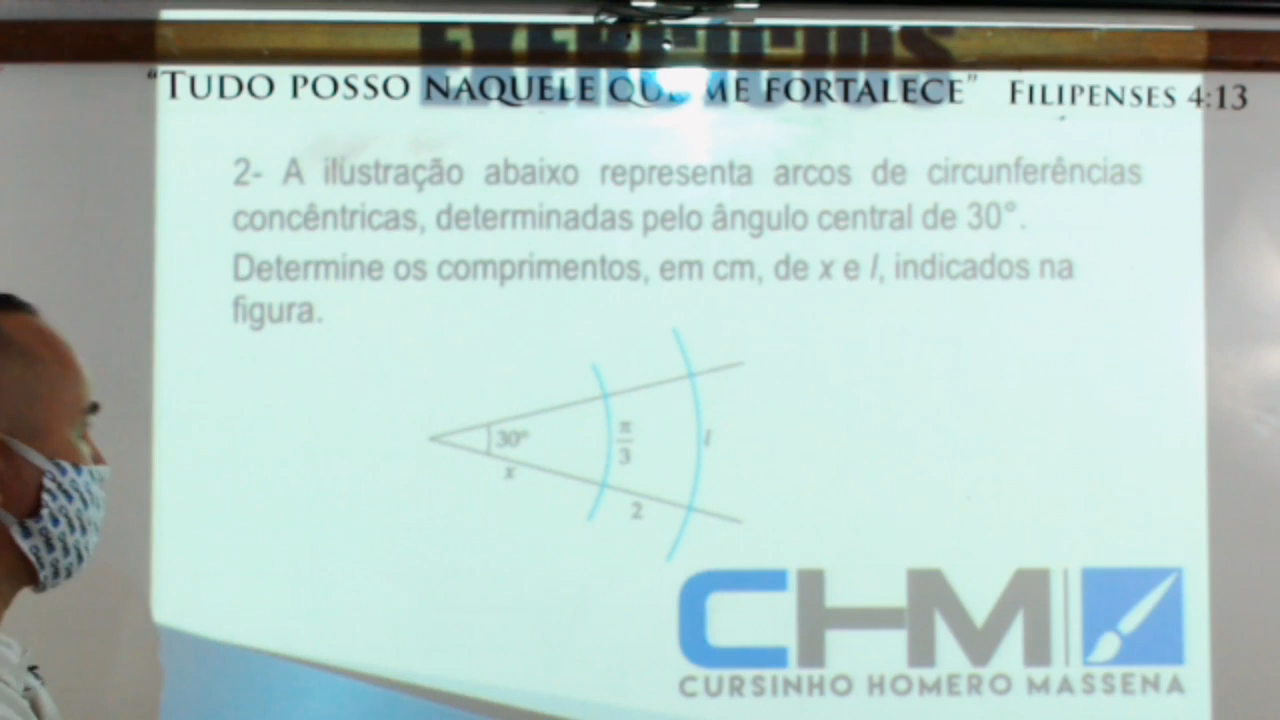 EXERCÍCIOS
“TUDO POSSO NAQUELE QUE ME FORTALECE” FILIPENSES 4:13
2- A ilustração abaixo representa arcos de circunferências
concêntricas, determinadas pelo ângulo central de 30°.
Determine os comprimentos, em cm, de x e l, indicados na
figura.
30°
π
3
l
x
2
CHM
CURSINHO HOMERO MASSENA